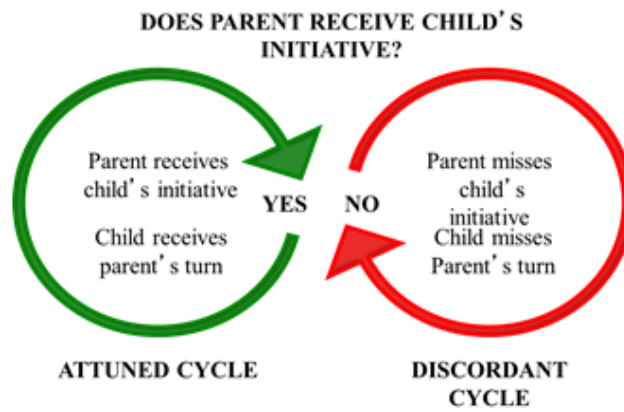 DOES PARENT RECEIVE CHILD'S
INITIATIVE?
Parent receives
child's initiative
Child receives
parent's turn
YES
NO
Parent misses
child's
initiative
Child misses
Parent's turn
ATTUNED CYCLE
DISCORDANT
CYCLE